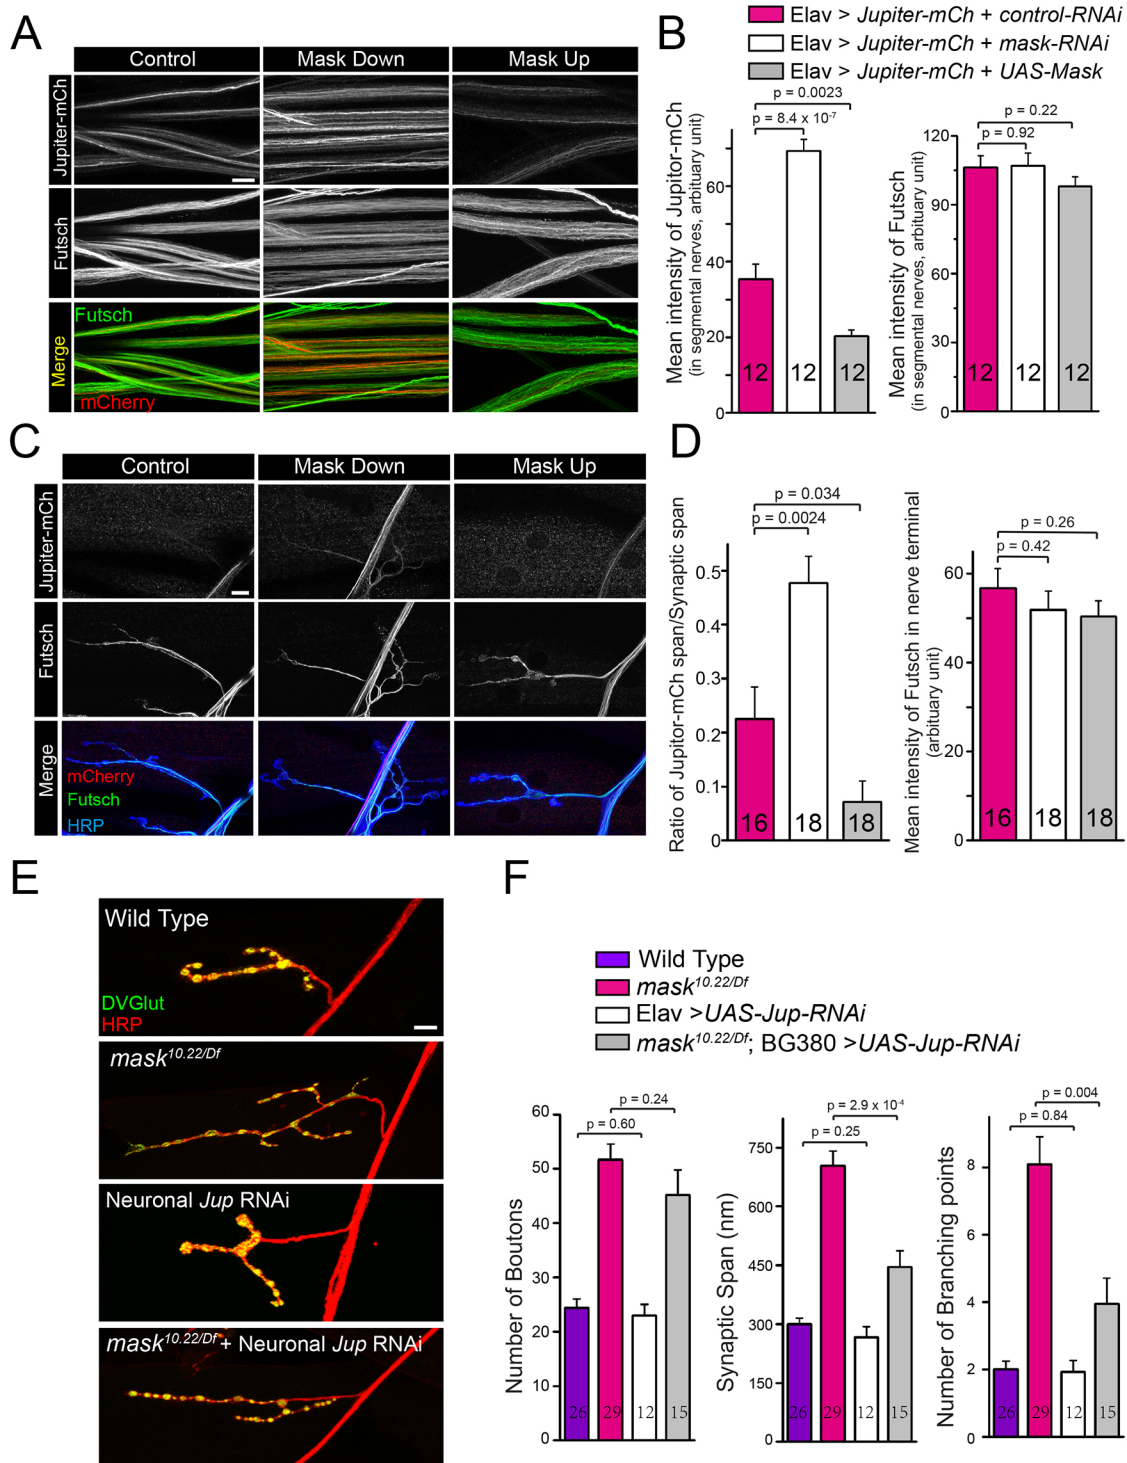 A
Control
Mask Down
Mask Up
Jupiter-mCh
Futsch
Merge
Futsch
mCherry
B
Elav > Jupiter-mCh + control-RNAi
Elav > Jupiter-mCh + mask-RNAi
Elav > Jupiter-mCh + UAS-Mask
p = 0.0023
p = 8.4 x 10-7
Mean intensity of Jupitor-mCh
(in segmental nerves, arbituary unit)
60
40
20
0
12
12
12
p = 0.22
p = 0.92
Mean intensity of Futsch
(in segmental nerves, arbituary unit)
120
90
60
30
0
12
12
12
C
Control
Mask Down
Mask Up
Jupiter-mCh
Futsch
Merge
mCherry
Futsch
HRP
D
p = 0.034
p = 0.0024
Ratio of Jupitor-mCh span/Synaptic span
0.5
0.4
0.3
0.2
0.1
0
16
18
18
p = 0.26
p = 0.42
Mean intensity of Futsch in nerve terminal
(arbituary unit)
60
40
20
0
16
18
18
E
Wild Type
DVGlut
HRP
mask10.22/Df
Neuronal Jup RNAi
mask10.22/Df + Neuronal Jup RNAi
F
Wild Type
mask10.22/Df
Elav >UAS-Jup-RNAi
mask10.22/Df; BG380 >UAS-Jup-RNAi
p = 0.24
p = 0.60
Number of Boutons
60
50
40
30
20
10
0
26
29
12
15
p = 2.9 x 10-4
p = 0.25
Synaptic Span (nm)
750
600
450
300
150
0
26
29
12
15
p = 0.004
p = 0.84
Number of Branching points
8
6
4
2
0
26
29
12
15